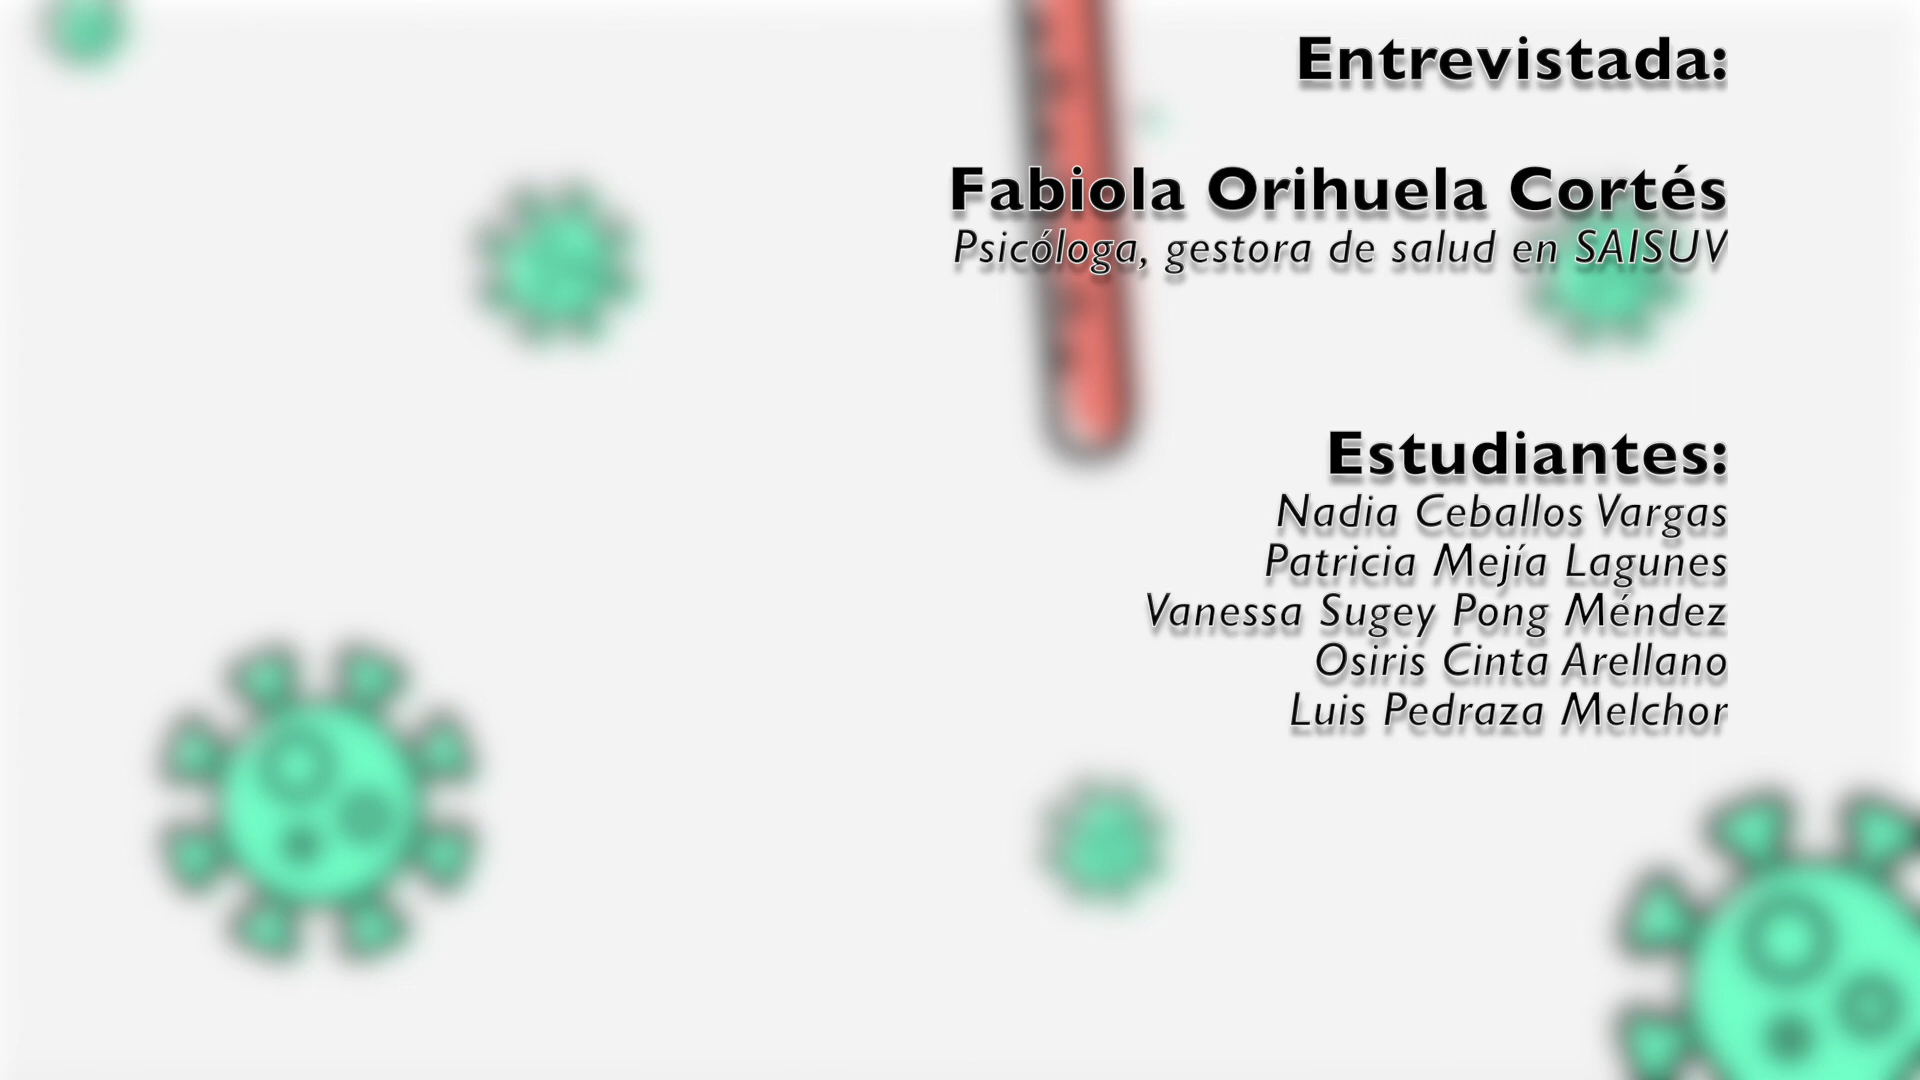 Entrevistada:
Fabiola Orihuela Cortés
Psicóloga, gestora de salud en SAISUV
Estudiantes:
Nadia Ceballos Vargas
Patricia Mejía Lagunes
Vanessa Sugey Pong Méndez
Osiris Cinta Arellano
Luis Pedraza Melchor